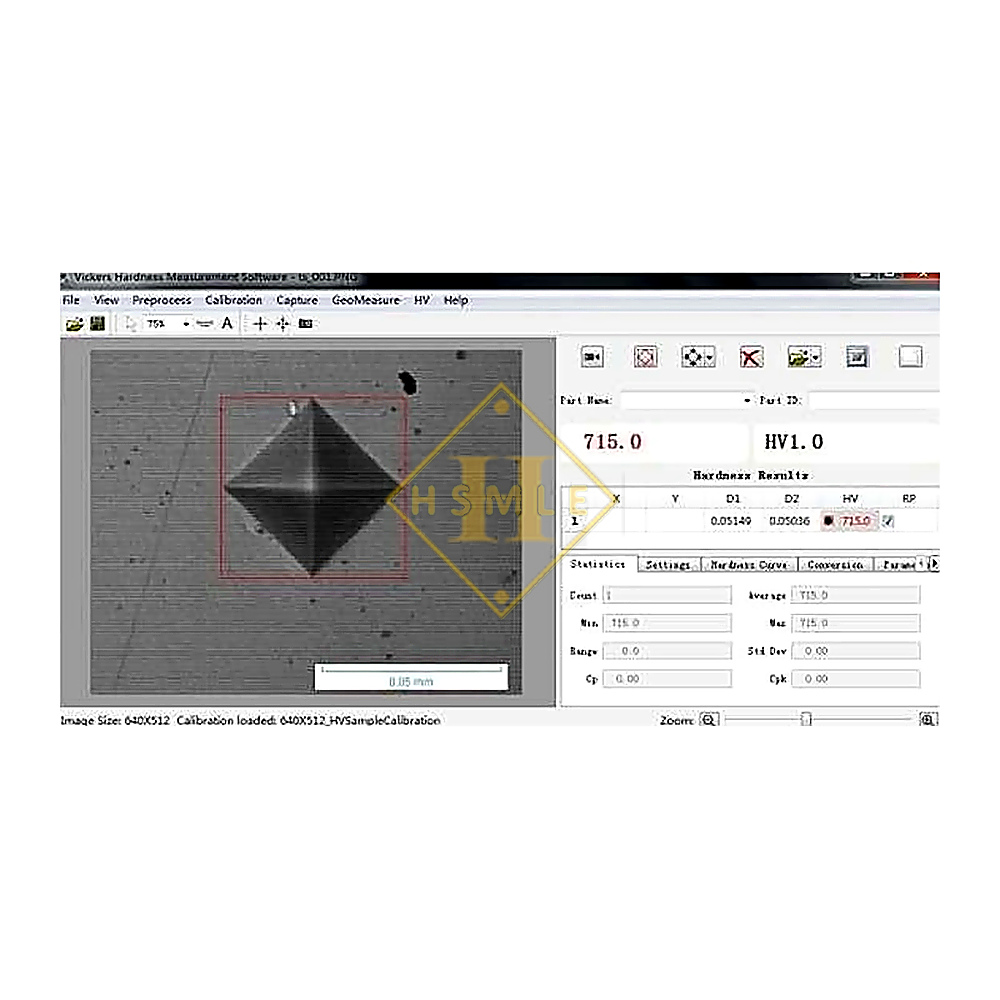 Vickers Hardness Measurement Software - ts_001.PNG
File View Preprocess Calibration Capture GeoMeasure HV Help
75% A
Part Name: Part ID:
715.0 HV1.0
Hardness Results
X Y D1 D2 HV RP
1 0.05149 0.05036 715.0
HSMLE
H
Statistics Settings Hardness Curve Conversion
Count 1 Average 715.0
Min 715.0 Max 715.0
Range 0.0 Std Dev 0.00
Cp 0.00 Cpk 0.00
0.05 mm
Image Size: 640X512 Calibration loaded: 640X512_HVSampleCalibration Zoom: